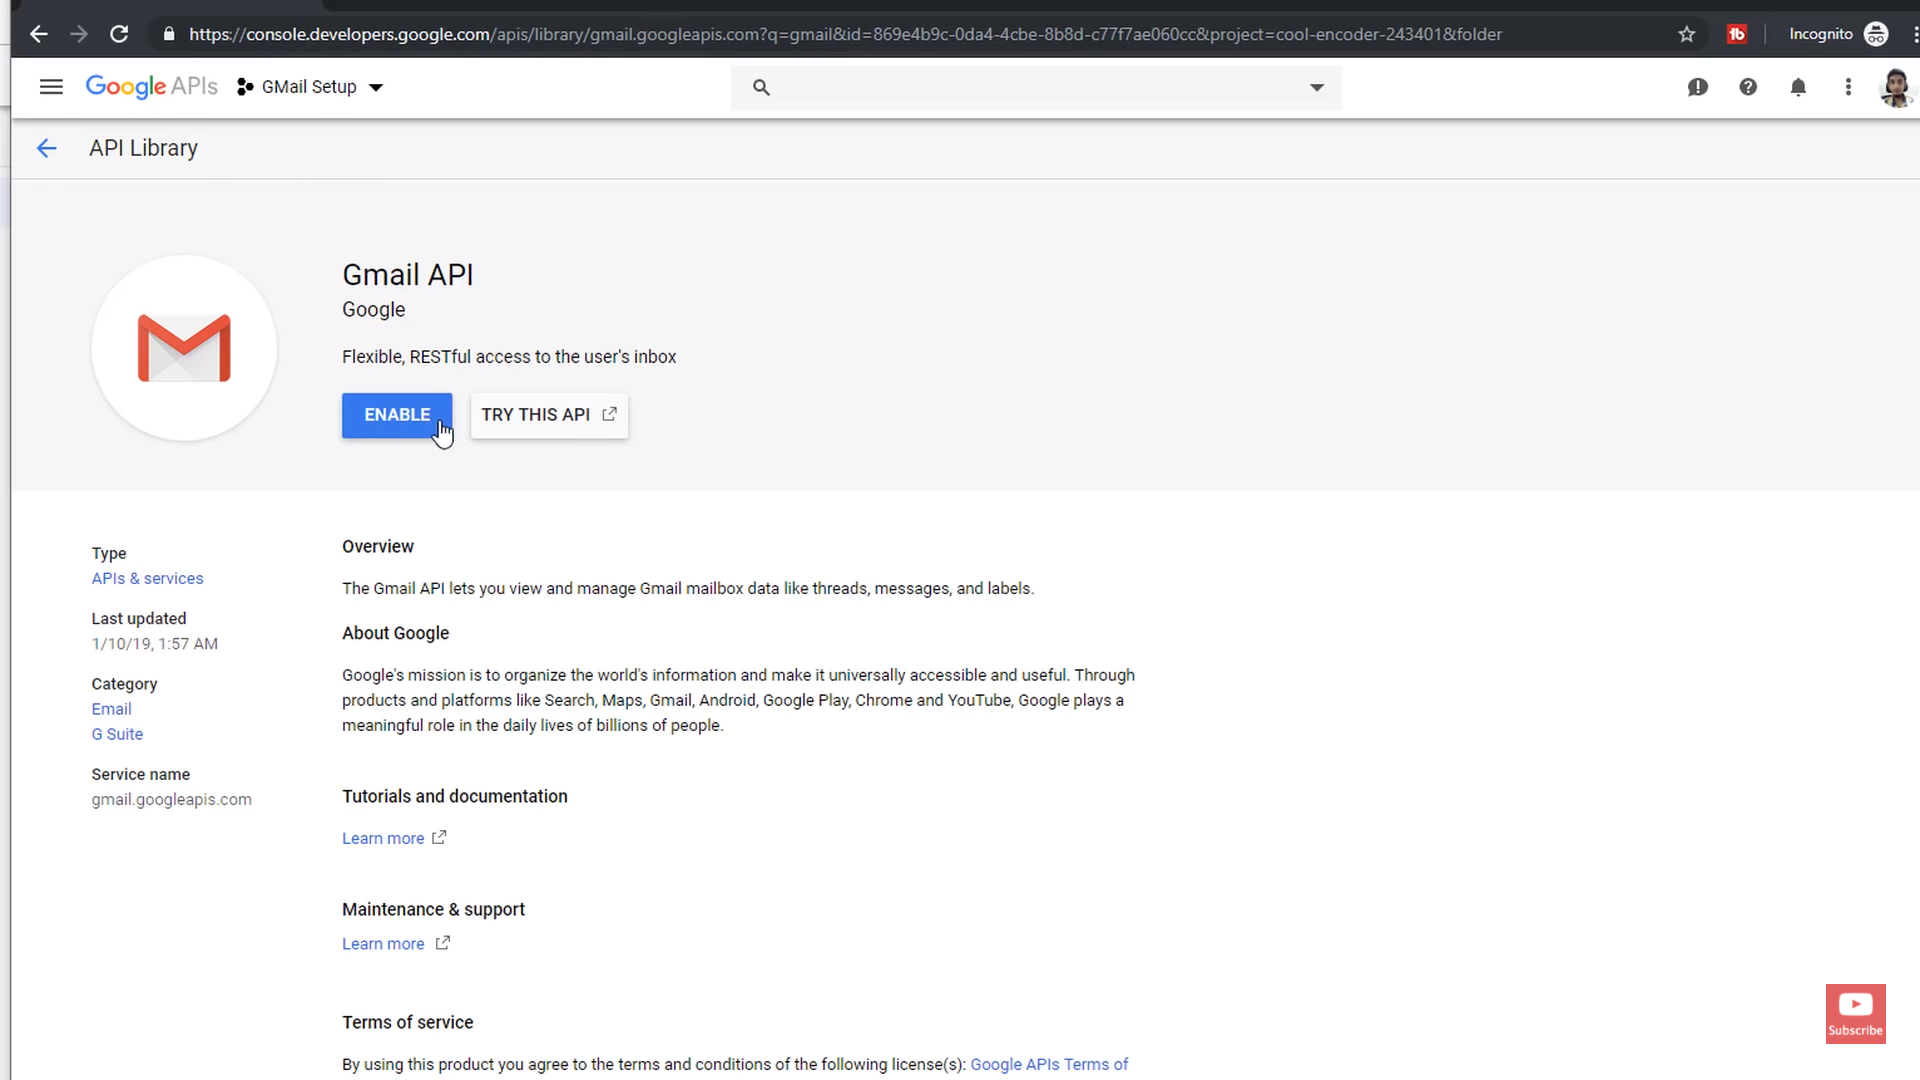 https://console.developers.google.com/apis/library/gmail.googleapis.com?q=gmail&id=869e4b9c-0da4-4cbe-8b8d-c77f7ae060cc&project=cool-encoder-243401&folder
Incognito
Google APIs
GMail Setup
API Library
Gmail API
Google
Flexible, RESTful access to the user's inbox
ENABLE
TRY THIS API
Type
APIs & services
Last updated
1/10/19, 1:57 AM
Category
Email
G Suite
Service name
gmail.googleapis.com
Overview
The Gmail API lets you view and manage Gmail mailbox data like threads, messages, and labels.
About Google
Google's mission is to organize the world's information and make it universally accessible and useful. Through
products and platforms like Search, Maps, Gmail, Android, Google Play, Chrome and YouTube, Google plays a
meaningful role in the daily lives of billions of people.
Tutorials and documentation
Learn more
Maintenance & support
Learn more
Terms of service
By using this product you agree to the terms and conditions of the following license(s): Google APIs Terms of
Subscribe